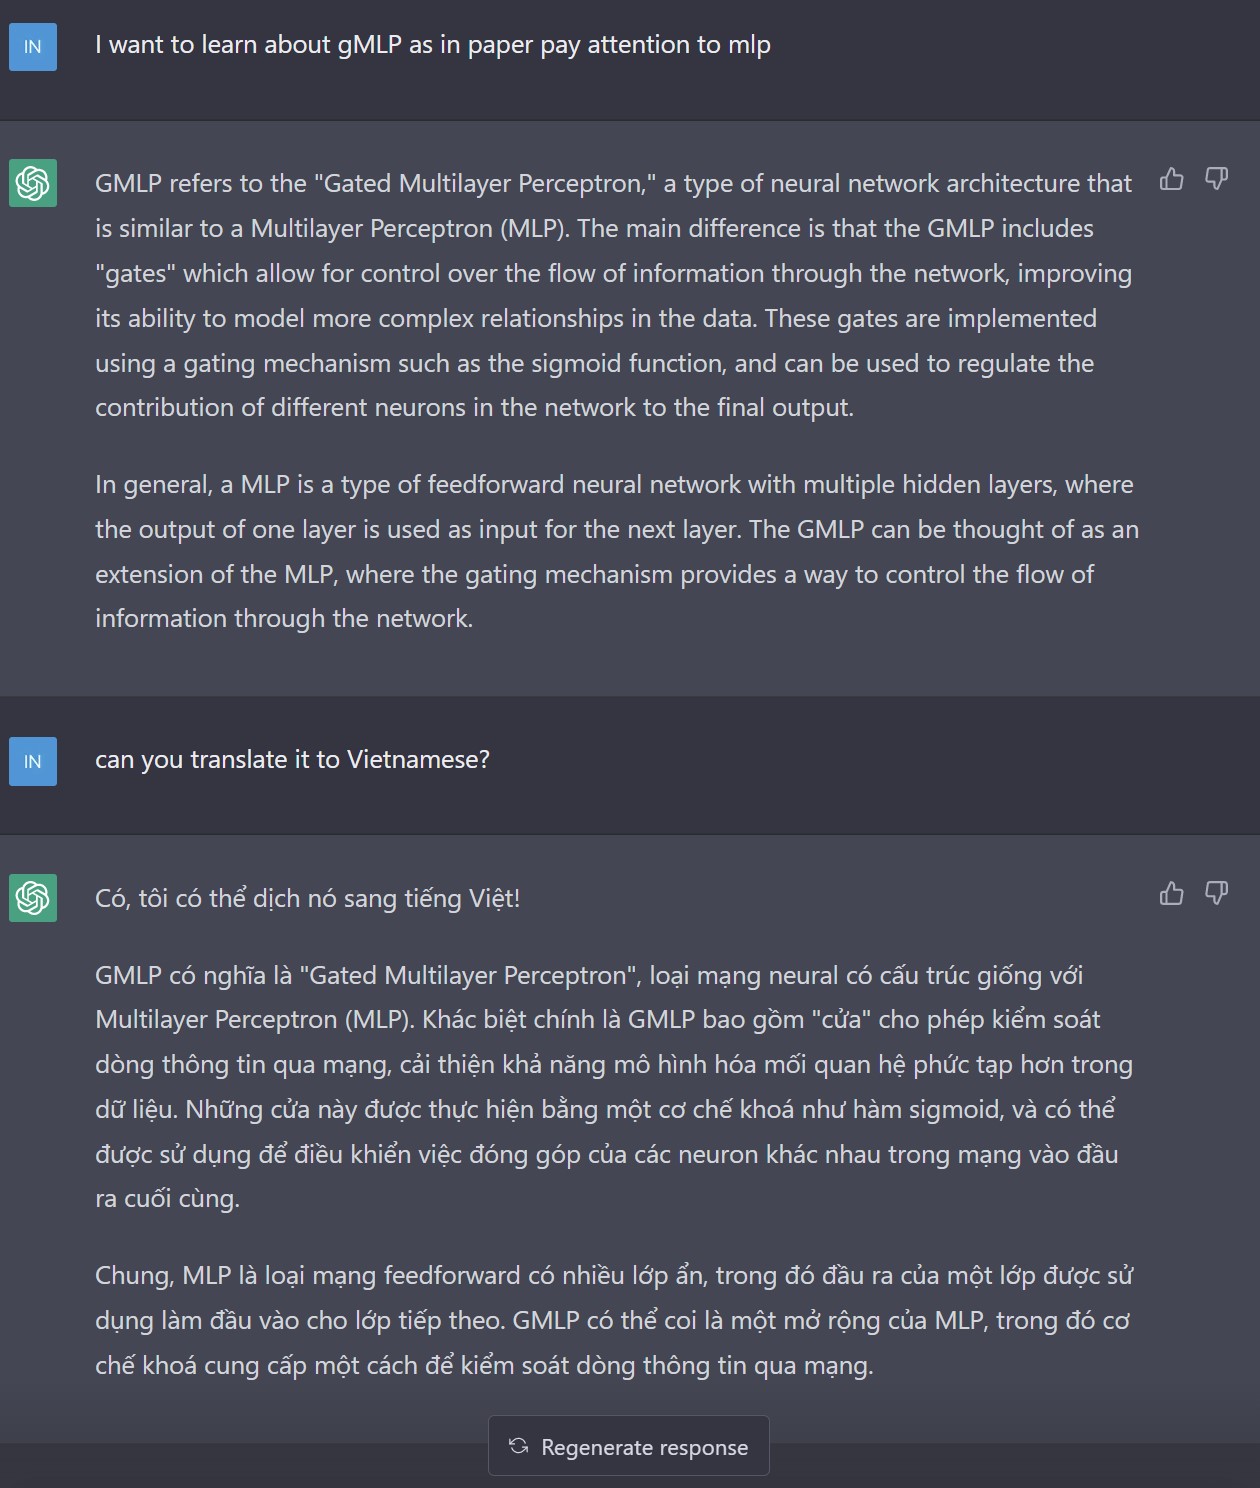 IN
I want to learn about gMLP as in paper pay attention to mlp
GMLP refers to the "Gated Multilayer Perceptron," a type of neural network architecture that
is similar to a Multilayer Perceptron (MLP). The main difference is that the GMLP includes
"gates" which allow for control over the flow of information through the network, improving
its ability to model more complex relationships in the data. These gates are implemented
using a gating mechanism such as the sigmoid function, and can be used to regulate the
contribution of different neurons in the network to the final output.
In general, a MLP is a type of feedforward neural network with multiple hidden layers, where
the output of one layer is used as input for the next layer. The GMLP can be thought of as an
extension of the MLP, where the gating mechanism provides a way to control the flow of
information through the network.
IN
can you translate it to Vietnamese?
Có, tôi có thể dịch nó sang tiếng Việt!
GMLP có nghĩa là "Gated Multilayer Perceptron", loại mạng neural có cấu trúc giống với
Multilayer Perceptron (MLP). Khác biệt chính là GMLP bao gồm "cửa" cho phép kiểm soát
dòng thông tin qua mạng, cải thiện khả năng mô hình hóa mối quan hệ phức tạp hơn trong
dữ liệu. Những cửa này được thực hiện bằng một cơ chế khoá như hàm sigmoid, và có thể
được sử dụng để điều khiển việc đóng góp của các neuron khác nhau trong mạng vào đầu
ra cuối cùng.
Chung, MLP là loại mạng feedforward có nhiều lớp ẩn, trong đó đầu ra của một lớp được sử
dụng làm đầu vào cho lớp tiếp theo. GMLP có thể coi là một mở rộng của MLP, trong đó cơ
chế khoá cung cấp một cách để kiểm soát dòng thông tin qua mạng.
Regenerate response